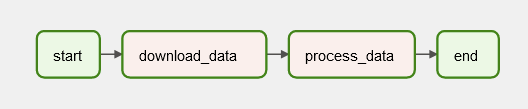 start
download_data
process_data
end